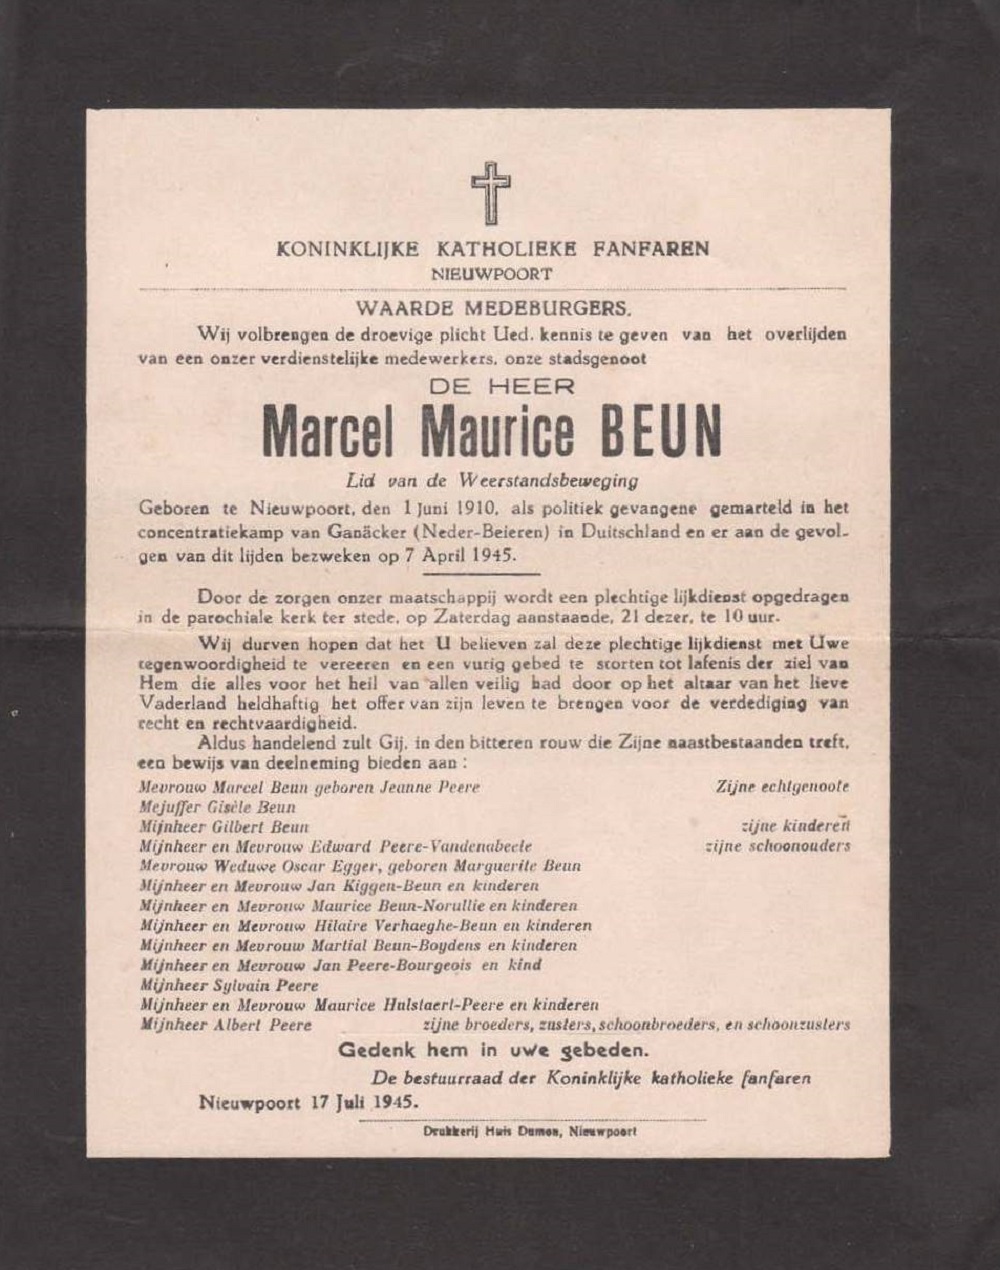 KONINKLIJKE KATHOLIEKE FANFAREN
NIEUWPOORT
WAARDE MEDEBURGERS.
Wij volbrengen de droevige plicht Ued. kennis te geven van het overlijden
van een onzer verdienstelijke medewerkers, onze stadsgenoot
DE HEER
Marcel Maurice BEUN
Lid van de Weerstandsbeweging
Geboren te Nieuwpoort, den 1 Juni 1910, als politiek gevangene gemarteld in het
concentratiekamp van Ganäcker (Neder-Beieren) in Duitschland en er aan de gevol-
gen van dit lijden bezweken op 7 April 1945.
Door de zorgen onzer maatschappij wordt een plechtige lijkdienst opgedragen
in de parochiale kerk ter stede, op Zaterdag aanstaande, 21 dezer, te 10 uur.
Wij durven hopen dat het U believen zal deze plechtige lijkdienst met Uwe
tegenwoordigheid te vereeren en een vurig gebed te storten tot lafenis der ziel van
Hem die alles voor het heil van allen veilig had door op het altaar van het lieve
Vaderland heldhaftig het offer van zijn leven te brengen voor de verdediging van
recht en rechtvaardigheid.
Aldus handelend zult Gij, in den bitteren rouw die Zijne naastbestaanden treft,
een bewijs van deelneming bieden aan :
Mevrouw Marcel Beun geboren Jeanne Peere Zijne echtgenoote
Mejuffer Gisèle Beun
Mijnheer Gilbert Beun zijne kinderen
Mijnheer en Mevrouw Edward Peere-Vandenabeele zijne schoonouders
Mevrouw Weduwe Oscar Egger, geboren Marguerite Beun
Mijnheer en Mevrouw Jan Kiggen-Beun en kinderen
Mijnheer en Mevrouw Maurice Beun-Norullie en kinderen
Mijnheer en Mevrouw Hilaire Verhaeghe-Beun en kinderen
Mijnheer en Mevrouw Martial Beun-Boydens en kinderen
Mijnheer en Mevrouw Jan Peere-Bourgeois en kind
Mijnheer Sylvain Peere
Mijnheer en Mevrouw Maurice Hulstaert-Peere en kinderen
Mijnheer Albert Peere zijne broeders, zusters, schoonbroeders, en schoonzusters
Gedenk hem in uwe gebeden.
De bestuurraad der Koninklijke katholieke fanfaren
Nieuwpoort 17 Juli 1945.
Drukkerij Huis Dumon, Nieuwpoort